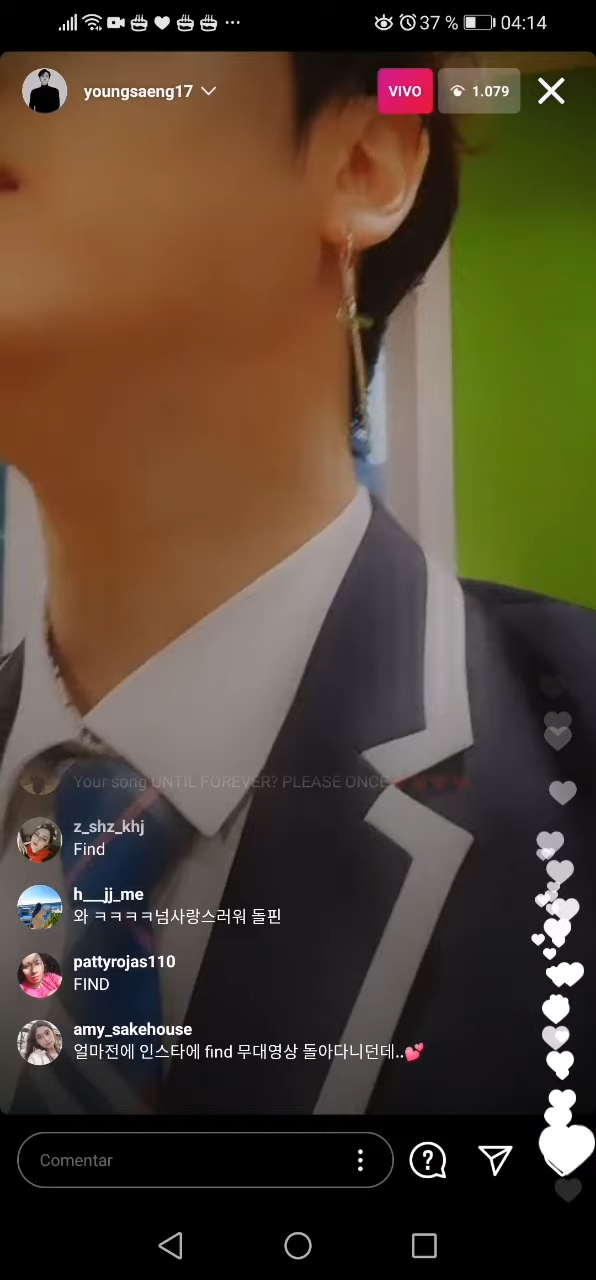 37 % 04:14
youngsaeng17 VIVO 1.079
Your song UNTIL FOREVER? PLEASE ONCE
z_shz_khj
Find
h___jj_me
와 ㅋㅋㅋㅋ넘사랑스러워 돌핀
pattyrojas110
FIND
amy_sakehouse
얼마전에 인스타에 find 무대영상 돌아다니던데..💕
Comentar